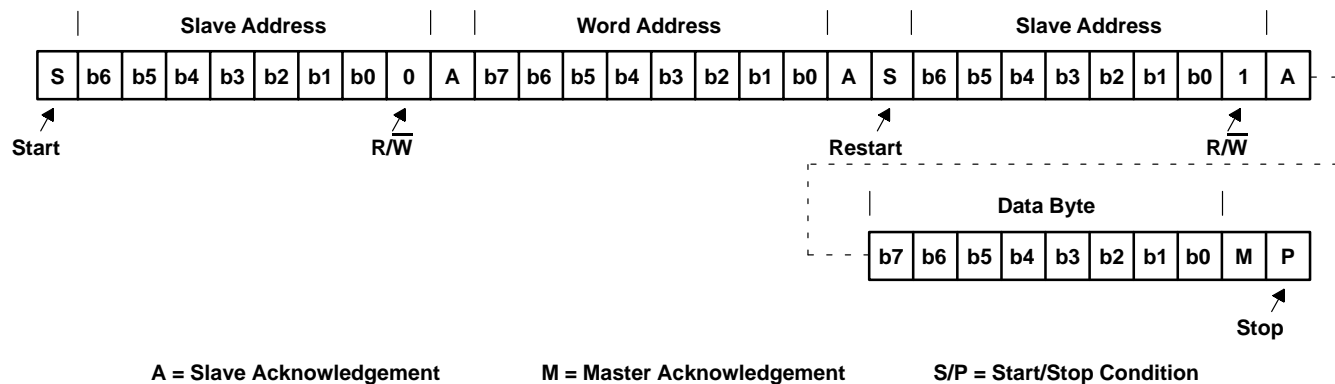 Slave Address Word Address Slave Address
S b6 b5 b4 b3 b2 b1 b0 0 A b7 b6 b5 b4 b3 b2 b1 b0 A S b6 b5 b4 b3 b2 b1 b0 1 A
Start R/W̅ Restart R/W̅
Data Byte
b7 b6 b5 b4 b3 b2 b1 b0 M P
Stop
A = Slave Acknowledgement M = Master Acknowledgement S/P = Start/Stop Condition